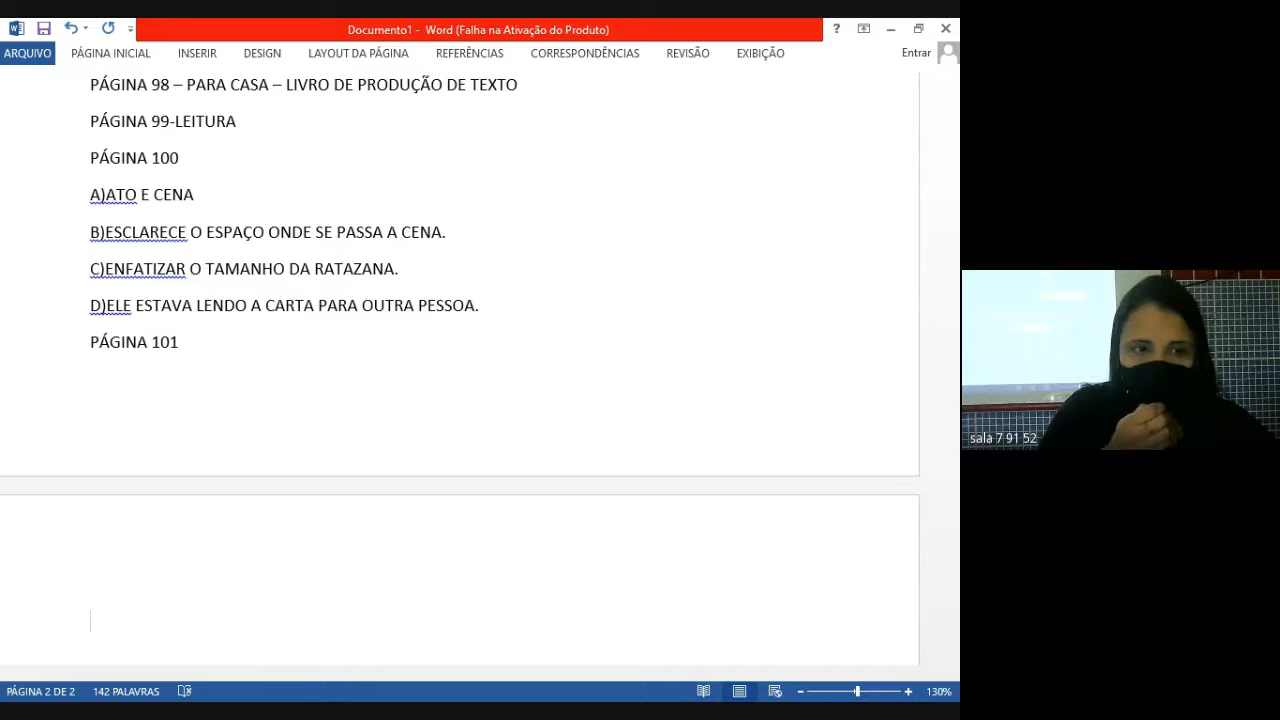 Documento1 - Word (Falha na Ativação do Produto)
ARQUIVO PÁGINA INICIAL INSERIR DESIGN LAYOUT DA PÁGINA REFERÊNCIAS CORRESPONDÊNCIAS REVISÃO EXIBIÇÃO Entrar
PÁGINA 98 – PARA CASA – LIVRO DE PRODUÇÃO DE TEXTO
PÁGINA 99-LEITURA
PÁGINA 100
A)ATO E CENA
B)ESCLARECE O ESPAÇO ONDE SE PASSA A CENA.
C)ENFATIZAR O TAMANHO DA RATAZANA.
D)ELE ESTAVA LENDO A CARTA PARA OUTRA PESSOA.
PÁGINA 101
sala 7 91 52
PÁGINA 2 DE 2 142 PALAVRAS 130%